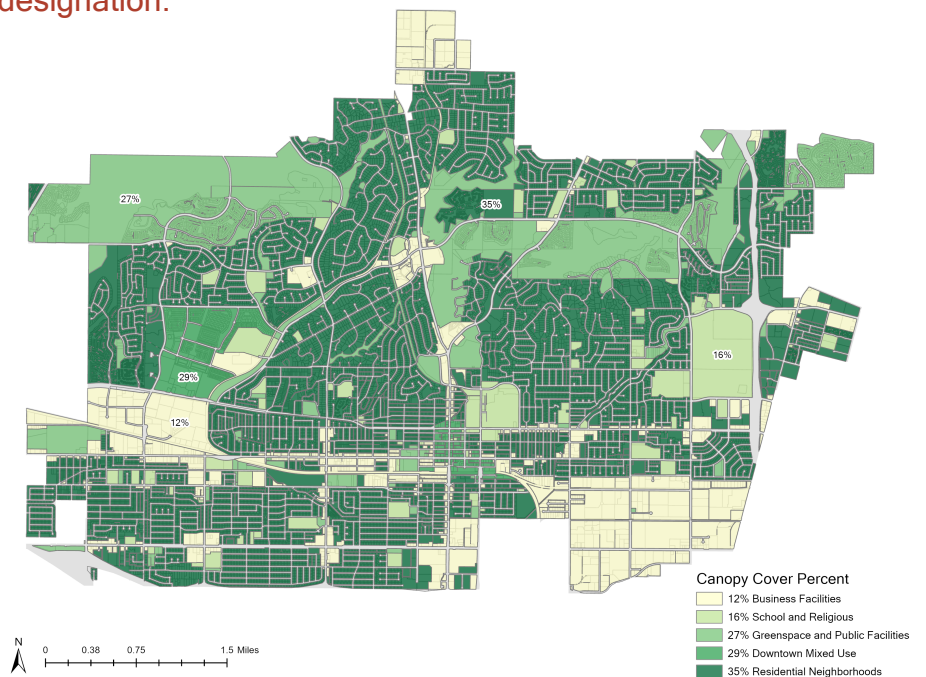 designation.
27%
35%
16%
29%
12%
N
0 0.38 0.75 1.5 Miles
Canopy Cover Percent
12% Business Facilities
16% School and Religious
27% Greenspace and Public Facilities
29% Downtown Mixed Use
35% Residential Neighborhoods